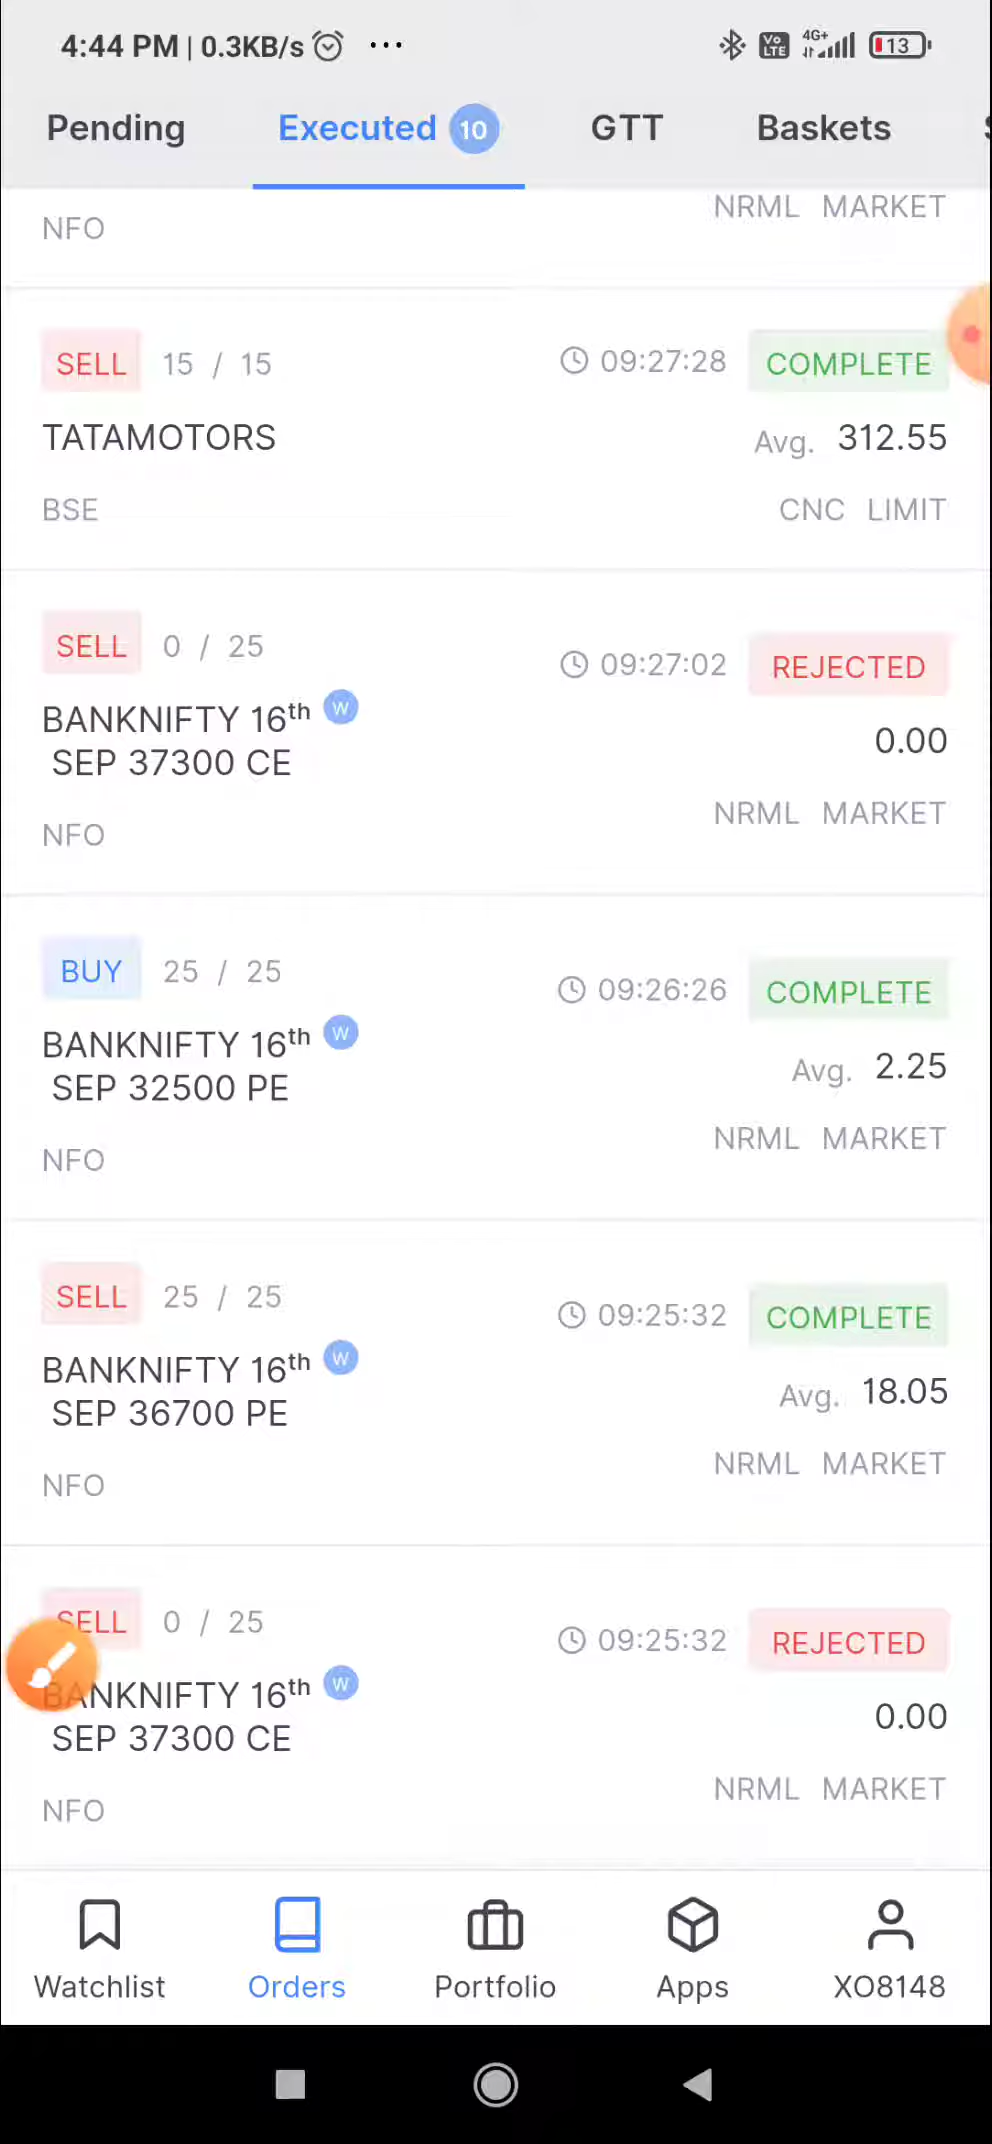 4:44 PM | 0.3KB/s ...
Vo LTE 4G+ 13
Pending Executed 10 GTT Baskets
NRML MARKET
NFO
SELL 15 / 15 09:27:28 COMPLETE
TATAMOTORS Avg. 312.55
BSE CNC LIMIT
SELL 0 / 25 09:27:02 REJECTED
BANKNIFTY 16th W
SEP 37300 CE 0.00
NRML MARKET
NFO
BUY 25 / 25 09:26:26 COMPLETE
BANKNIFTY 16th W
SEP 32500 PE Avg. 2.25
NRML MARKET
NFO
SELL 25 / 25 09:25:32 COMPLETE
BANKNIFTY 16th W
SEP 36700 PE Avg. 18.05
NRML MARKET
NFO
SELL 0 / 25 09:25:32 REJECTED
BANKNIFTY 16th W
SEP 37300 CE 0.00
NRML MARKET
NFO
Watchlist Orders Portfolio Apps XO8148